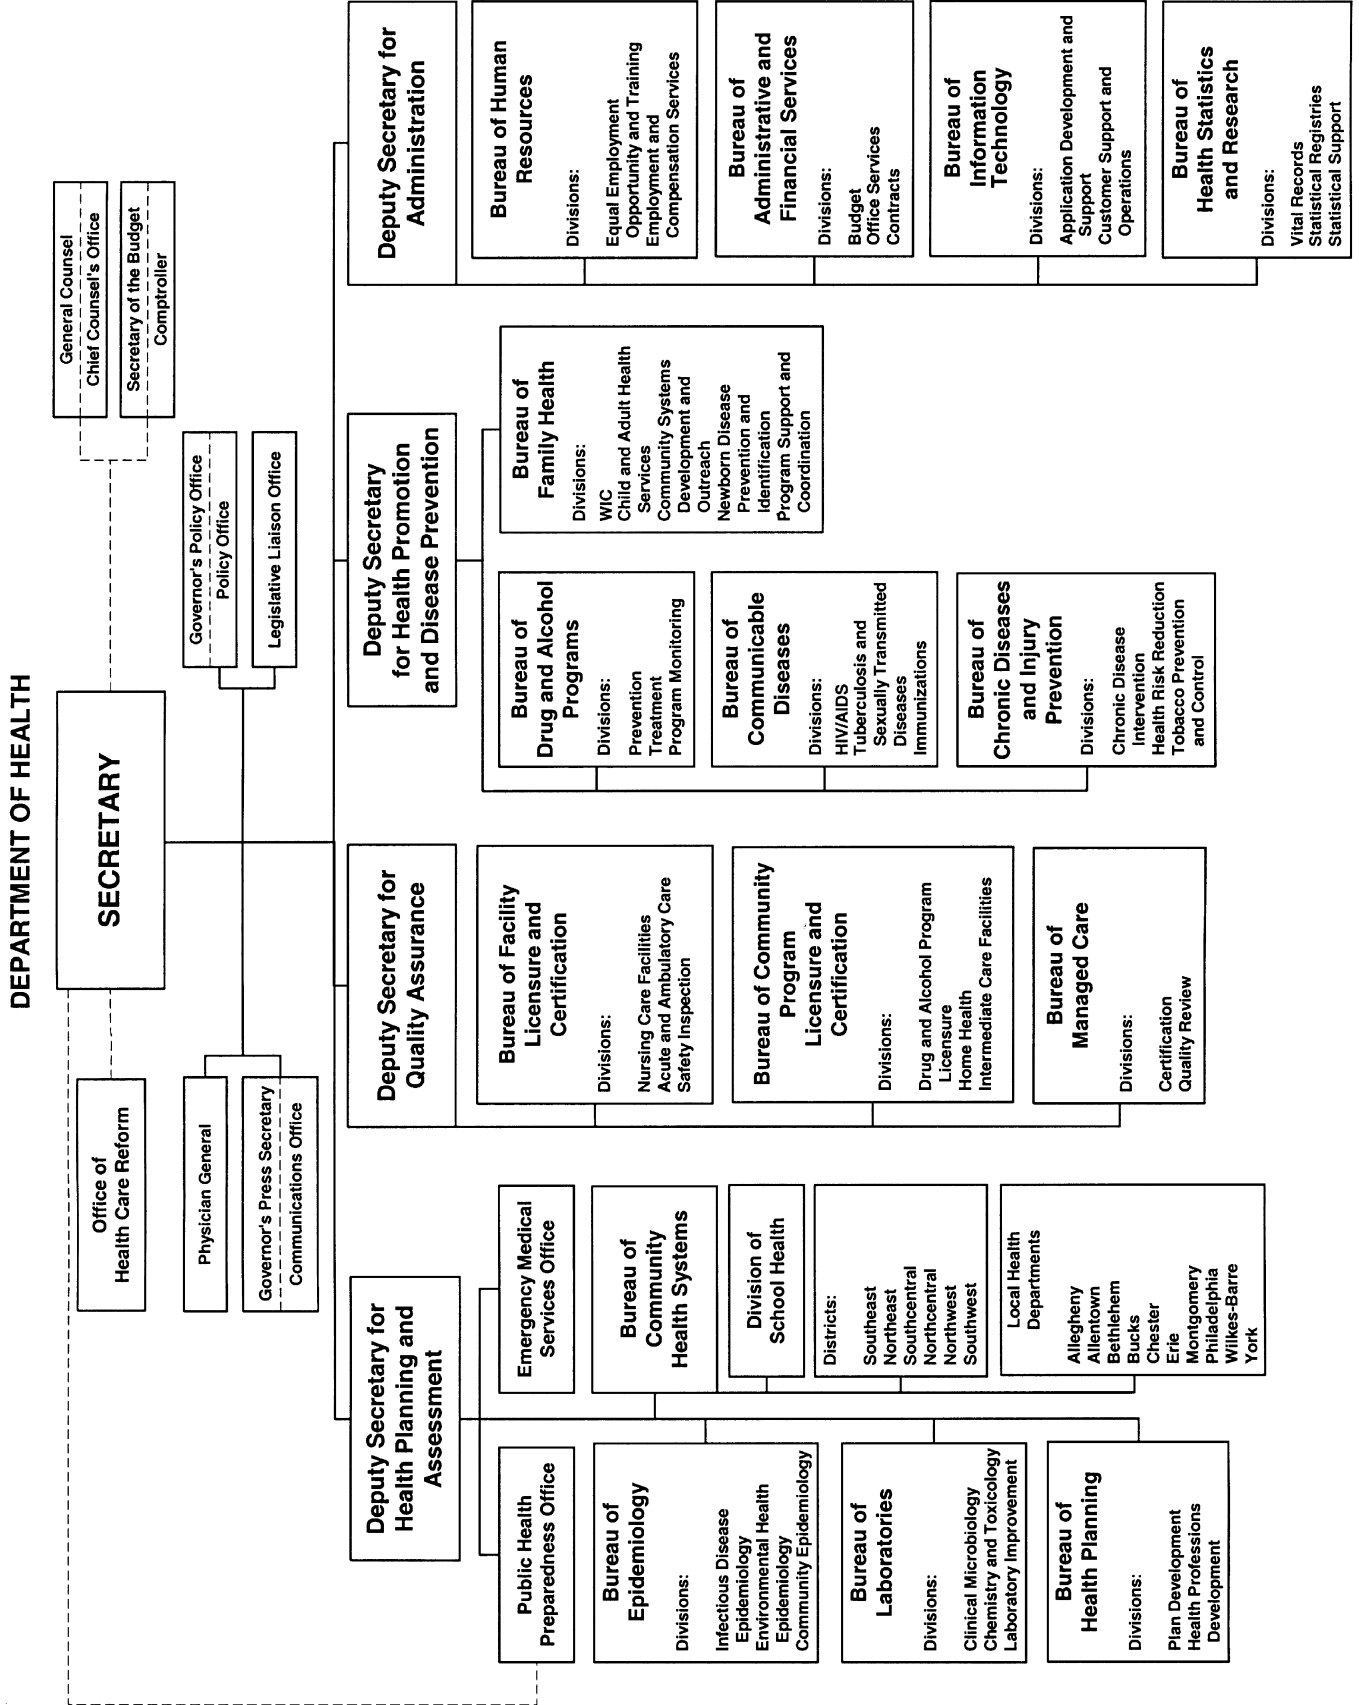 DEPARTMENT OF HEALTH
SECRETARY
General Counsel
Chief Counsel's Office
Secretary of the Budget
Comptroller
Office of
Health Care Reform
Governor's Policy Office
Policy Office
Legislative Liaison Office
Physician General
Governor's Press Secretary
Communications Office
Deputy Secretary for
Health Planning and
Assessment
Public Health
Preparedness Office
Emergency Medical
Services Office
Bureau of
Epidemiology
Divisions:
Infectious Disease
Epidemiology
Environmental Health
Epidemiology
Community Epidemiology
Bureau of
Laboratories
Divisions:
Clinical Microbiology
Chemistry and Toxicology
Laboratory Improvement
Bureau of
Health Planning
Divisions:
Plan Development
Health Professions
Development
Bureau of
Community
Health Systems
Division of
School Health
Districts:
Southeast
Northeast
Southcentral
Northcentral
Northwest
Southwest
Local Health
Departments
Allegheny
Allentown
Bethlehem
Bucks
Chester
Erie
Montgomery
Philadelphia
Wilkes-Barre
York
Deputy Secretary for
Quality Assurance
Bureau of Facility
Licensure and
Certification
Divisions:
Nursing Care Facilities
Acute and Ambulatory Care
Safety Inspection
Bureau of Community
Program
Licensure and
Certification
Divisions:
Drug and Alcohol Program
Licensure
Home Health
Intermediate Care Facilities
Bureau of
Managed Care
Divisions:
Certification
Quality Review
Deputy Secretary
for Health Promotion
and Disease Prevention
Bureau of
Drug and Alcohol
Programs
Divisions:
Prevention
Treatment
Program Monitoring
Bureau of
Communicable
Diseases
Divisions:
HIV/AIDS
Tuberculosis and
Sexually Transmitted
Diseases
Immunizations
Bureau of
Chronic Diseases
and Injury
Prevention
Divisions:
Chronic Disease
Intervention
Health Risk Reduction
Tobacco Prevention
and Control
Bureau of
Family Health
Divisions:
WIC
Child and Adult Health
Services
Community Systems
Development and
Outreach
Newborn Disease
Prevention and
Identification
Program Support and
Coordination
Deputy Secretary for
Administration
Bureau of Human
Resources
Divisions:
Equal Employment
Opportunity and Training
Employment and
Compensation Services
Bureau of
Administrative and
Financial Services
Divisions:
Budget
Office Services
Contracts
Bureau of
Information
Technology
Divisions:
Application Development and
Support
Customer Support and
Operations
Bureau of
Health Statistics
and Research
Divisions:
Vital Records
Statistical Registries
Statistical Support